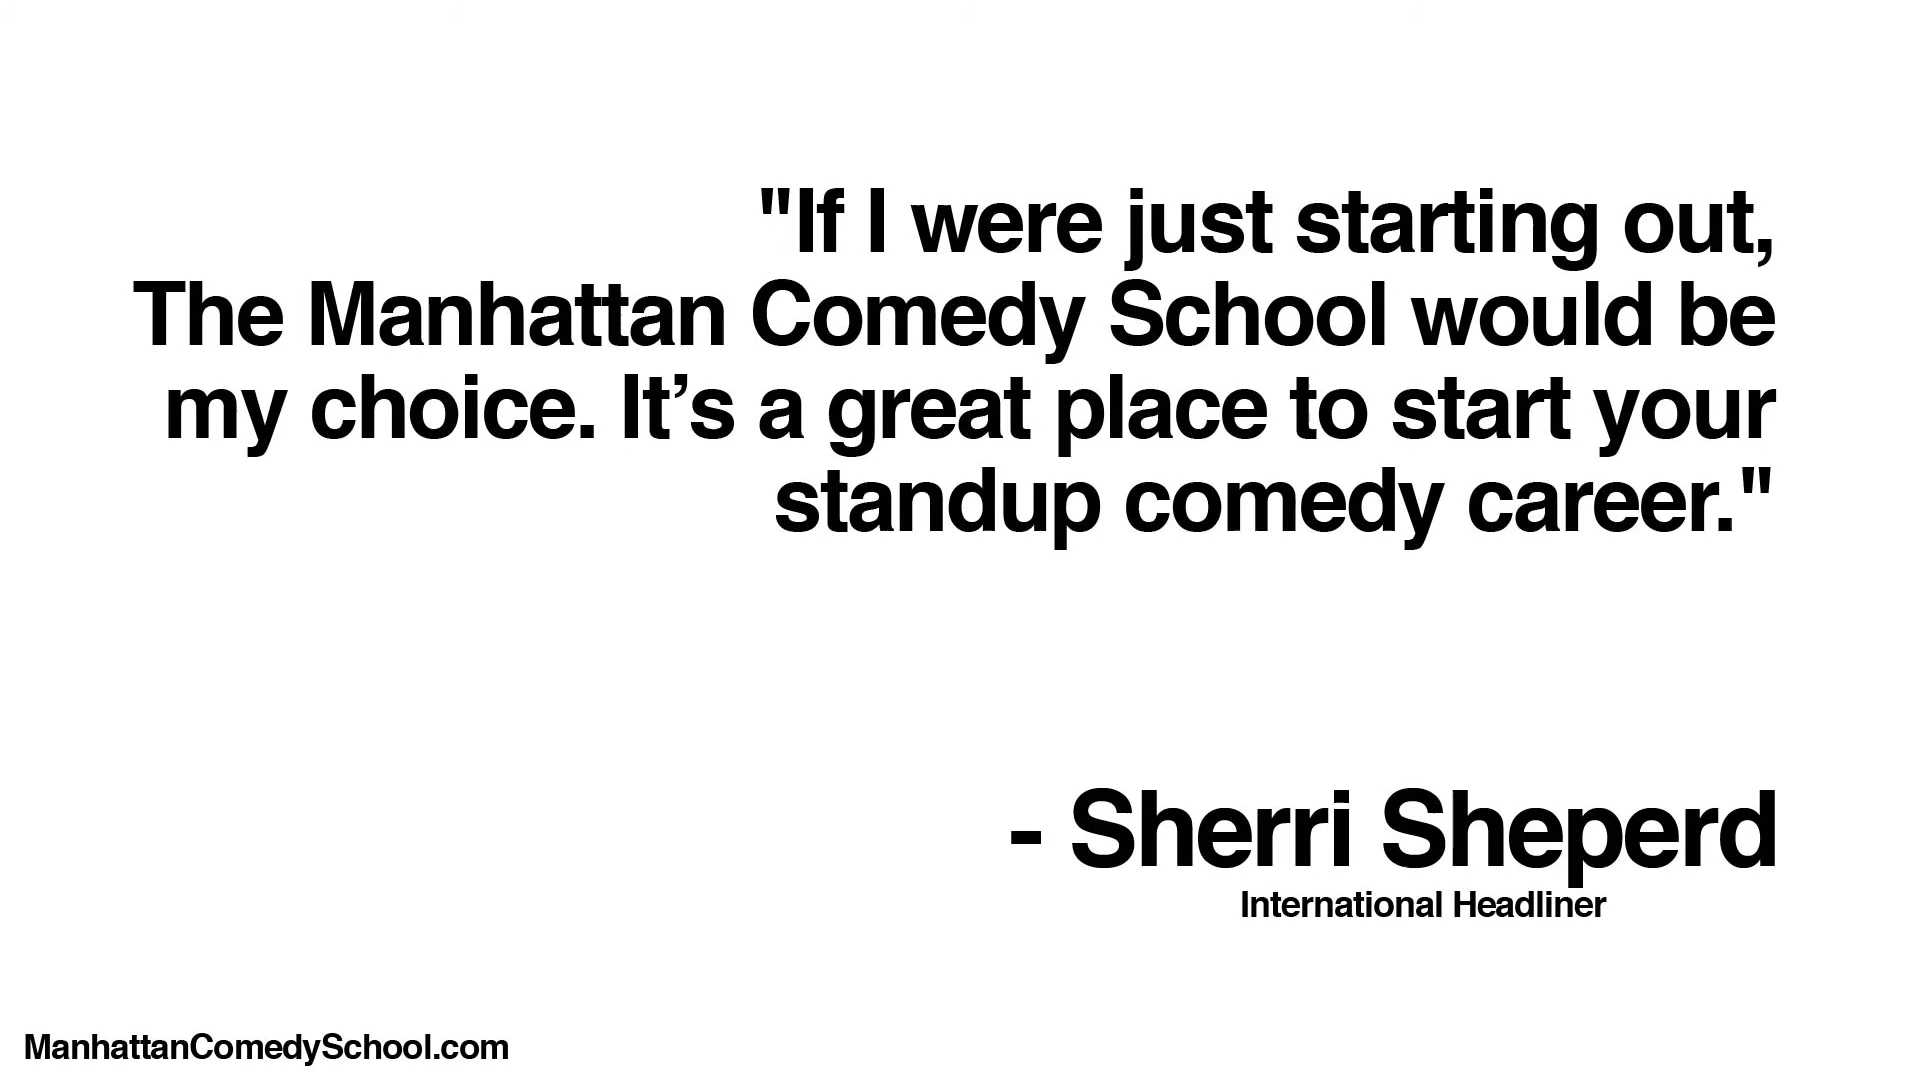 "If I were just starting out,
The Manhattan Comedy School would be
my choice. It’s a great place to start your
standup comedy career."
- Sherri Sheperd
International Headliner
ManhattanComedySchool.com